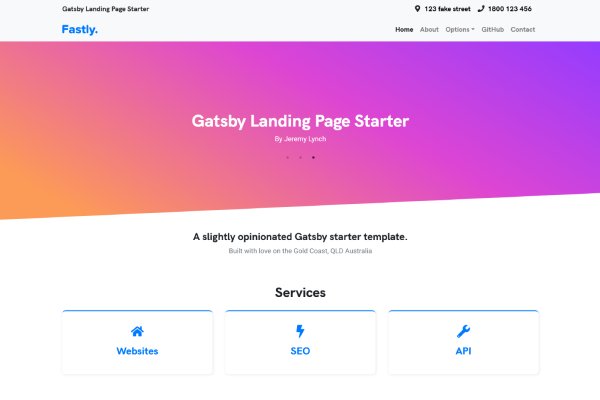 Gatsby Landing Page Starter
123 fake street 1800 123 456
Fastly.
Home About Options GitHub Contact
Gatsby Landing Page Starter
By Jeremy Lynch
A slightly opinionated Gatsby starter template.
Built with love on the Gold Coast, QLD Australia
Services
Websites
SEO
API